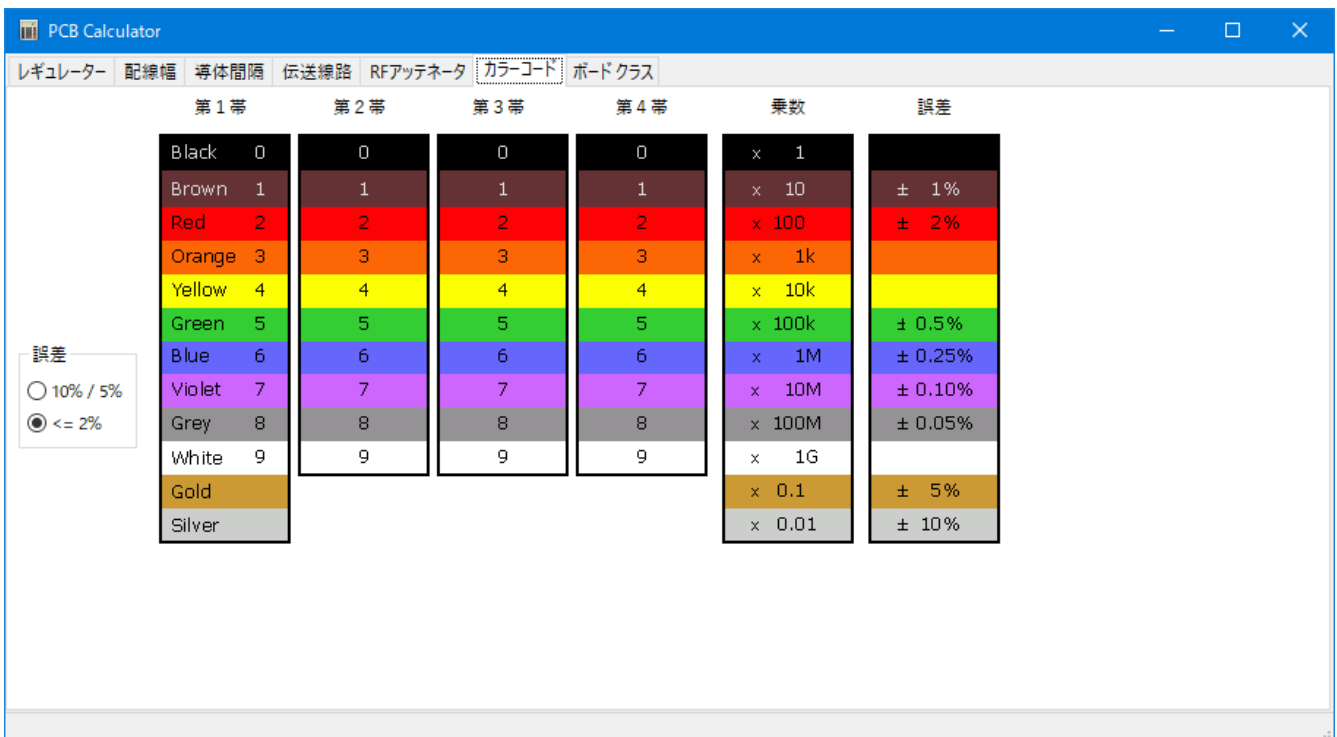 PCB Calculator
レギュレーター 配線幅 導体間隔 伝送線路 RFアッテネータ カラーコード ボードクラス
第1帯 第2帯 第3帯 第4帯 乗数 誤差
Black 0 0 0 0 x 1
Brown 1 1 1 1 x 10 ± 1%
Red 2 2 2 2 x 100 ± 2%
Orange 3 3 3 3 x 1k
Yellow 4 4 4 4 x 10k
Green 5 5 5 5 x 100k ± 0.5%
誤差
Blue 6 6 6 6 x 1M ± 0.25%
10% / 5%
Violet 7 7 7 7 x 10M ± 0.10%
<= 2%
Grey 8 8 8 8 x 100M ± 0.05%
White 9 9 9 9 x 1G
Gold x 0.1 ± 5%
Silver x 0.01 ± 10%